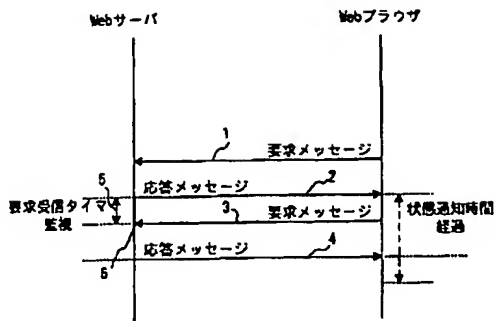 Webサーバ
Webブラウザ
1
要求メッセージ
5
応答メッセージ
2
要求受信タイマ
監視
3
要求メッセージ
状態通知時間
経過
6
応答メッセージ
4